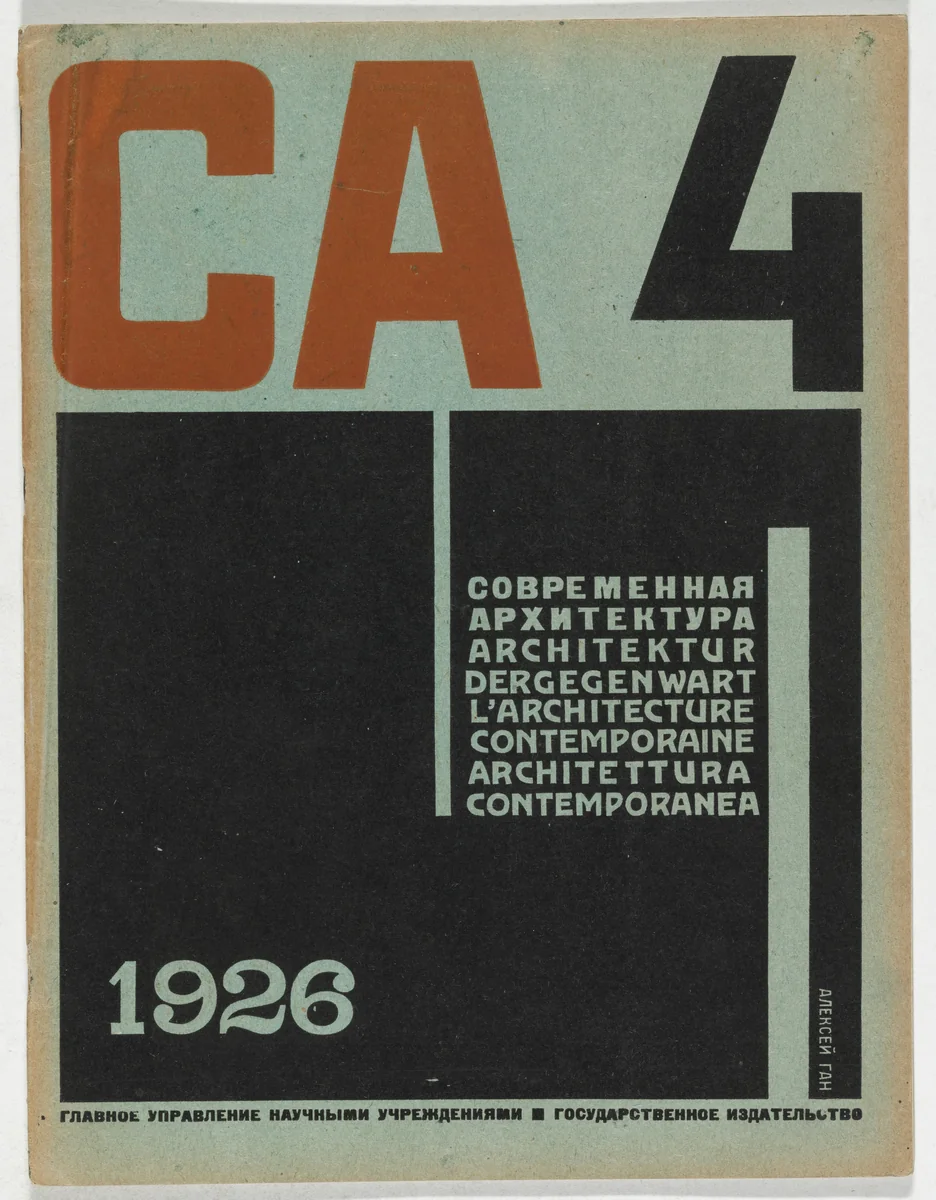 СА 4
СОВРЕМЕННАЯ
АРХИТЕКТУРА
ARCHITEKTUR
DERGEGENWART
L'ARCHITECTURE
CONTEMPORAINE
ARCHITETTURA
CONTEMPORANEA
1926
АЛЕКСЕЙ ГАН
ГЛАВНОЕ УПРАВЛЕНИЕ НАУЧНЫМИ УЧРЕЖДЕНИЯМИ ■ ГОСУДАРСТВЕННОЕ ИЗДАТЕЛЬСТВО